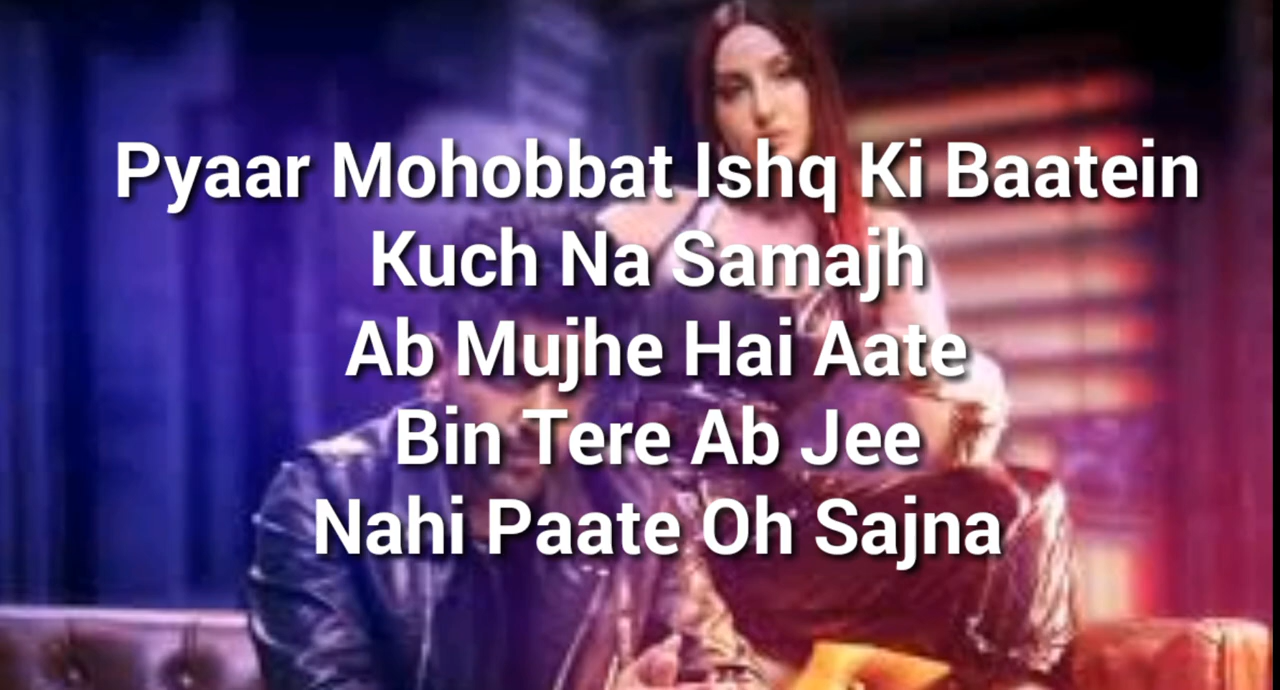 Pyaar Mohobbat Ishq Ki Baatein
Kuch Na Samajh
Ab Mujhe Hai Aate
Bin Tere Ab Jee
Nahi Paate Oh Sajna